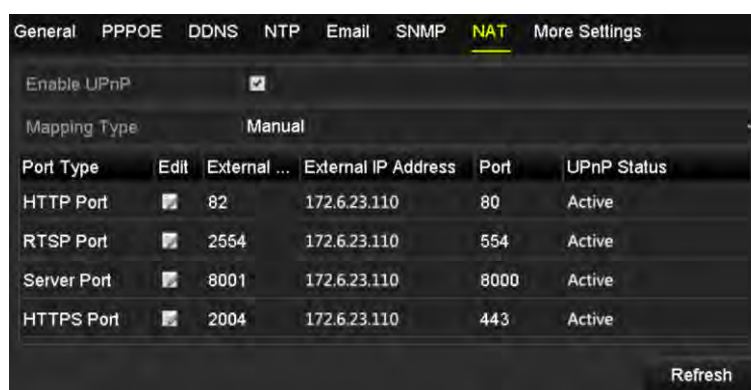 General PPPOE DDNS NTP Email SNMP NAT More Settings
Enable UPnP
Mapping Type Manual
Port Type Edit External ... External IP Address Port UPnP Status
HTTP Port 82 172.6.23.110 80 Active
RTSP Port 2554 172.6.23.110 554 Active
Server Port 8001 172.6.23.110 8000 Active
HTTPS Port 2004 172.6.23.110 443 Active
Refresh